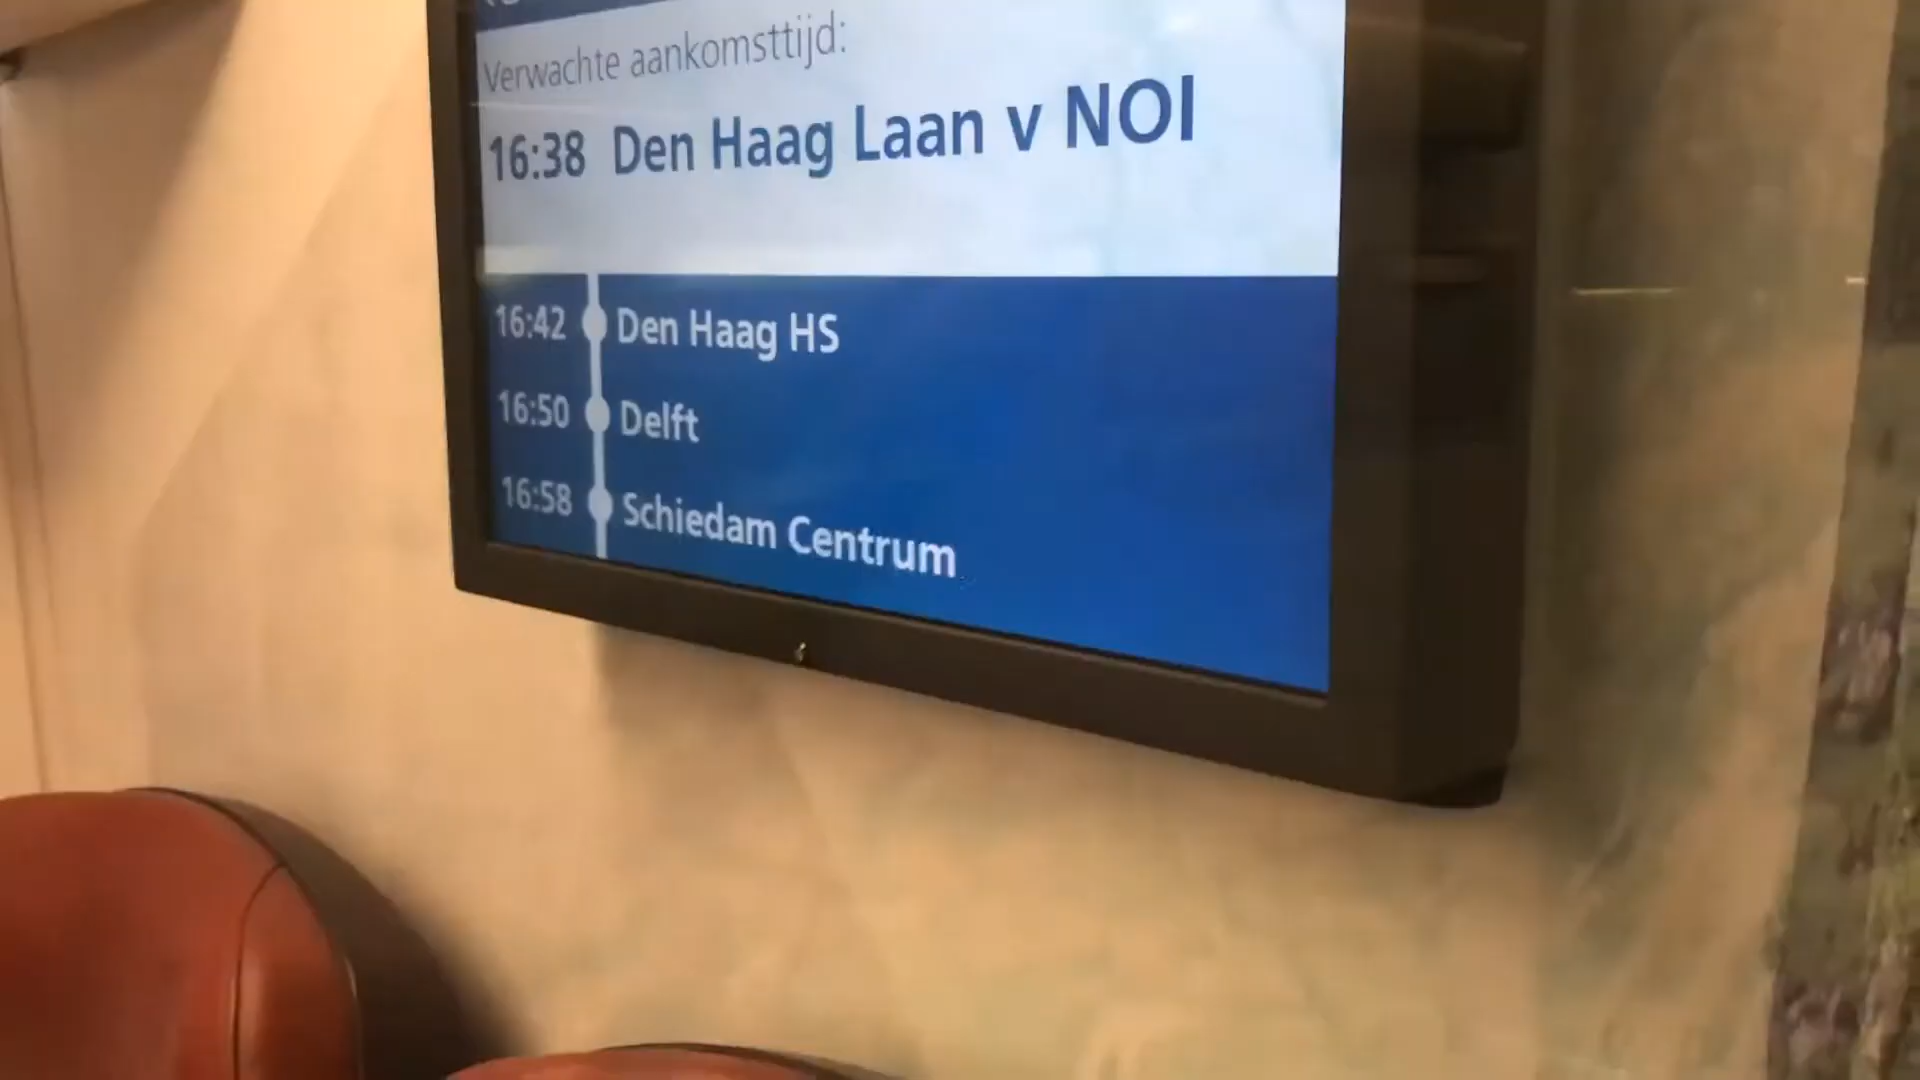 Verwachte aankomsttijd:
16:38 Den Haag Laan v NOI
16:42 Den Haag HS
16:50 Delft
16:58 Schiedam Centrum